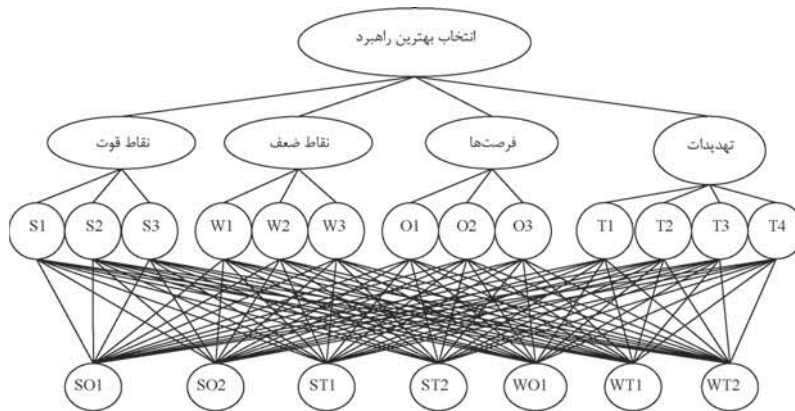 انتخاب بهترین راهبرد
نقاط قوت
نقاط ضعف
فرصت‌ها
تهدیدات
S1 S2 S3 W1 W2 W3 O1 O2 O3 T1 T2 T3 T4
SO1 SO2 ST1 ST2 WO1 WT1 WT2